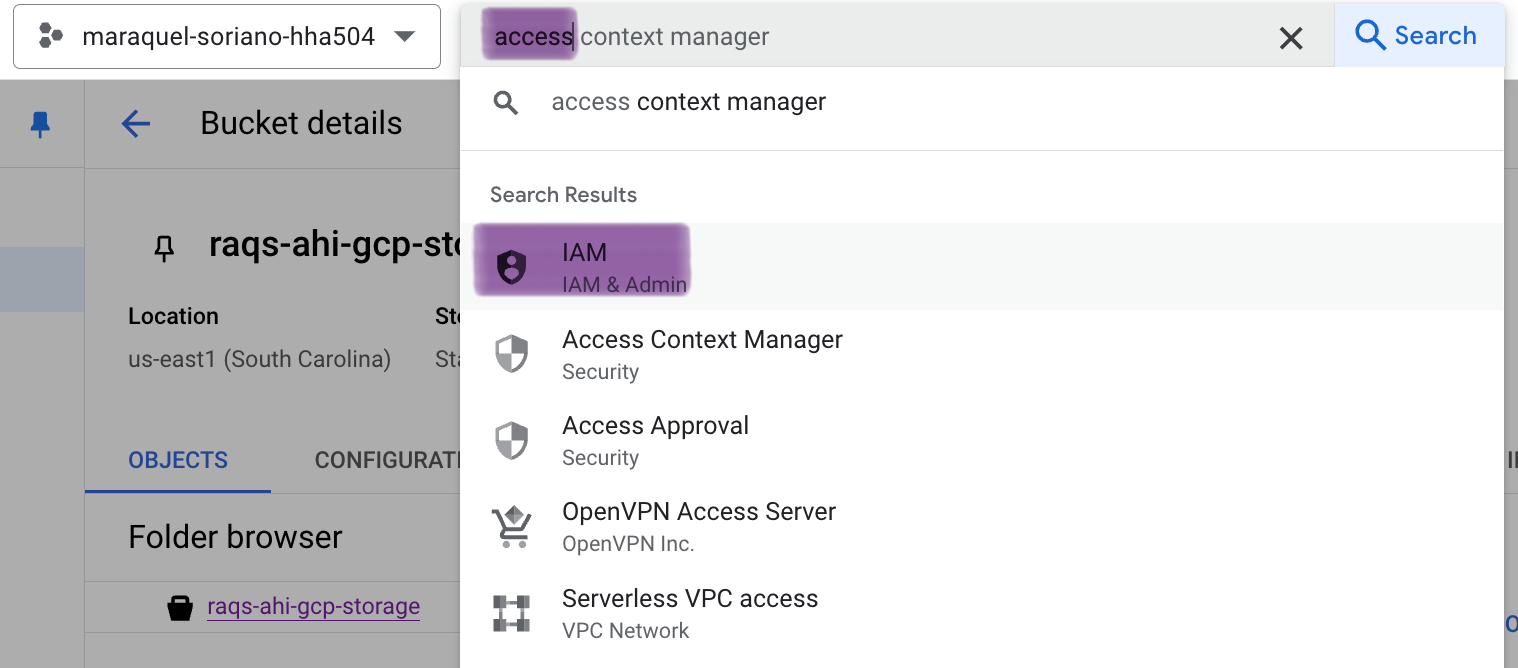 maraquel-soriano-hha504
access context manager
Search
access context manager
Bucket details
Search Results
raqs-ahi-gcp-sto
IAM
IAM & Admin
Location
us-east1 (South Carolina)
Access Context Manager
Security
Access Approval
Security
OBJECTS
CONFIGURATI
OpenVPN Access Server
OpenVPN Inc.
Folder browser
raqs-ahi-gcp-storage
Serverless VPC access
VPC Network